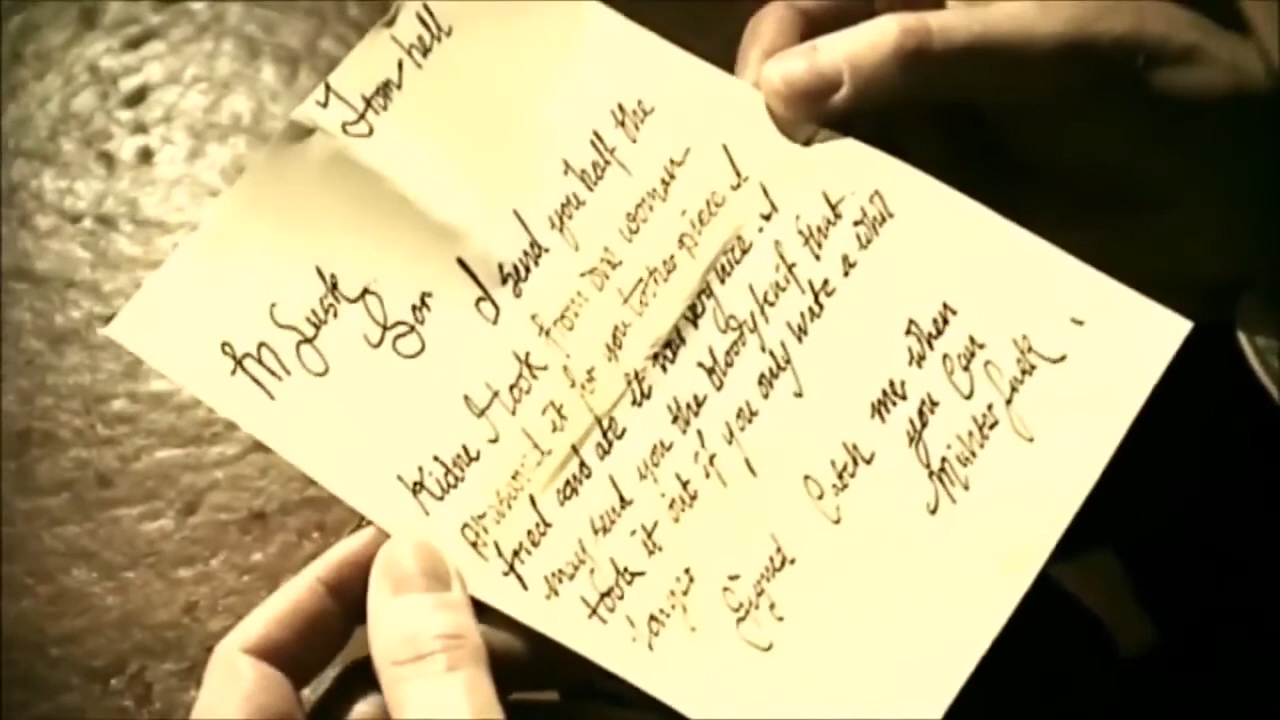 From hell
Mr Lusk
Sor
I send you half the
Kidne I took from one woman
prasarved it for you tother piece I
fried and ate it was very nice. I
may send you the bloody knif that
took it out if you only wate a whil
longer
Signed
Catch me when
you Can
Mishter Lusk